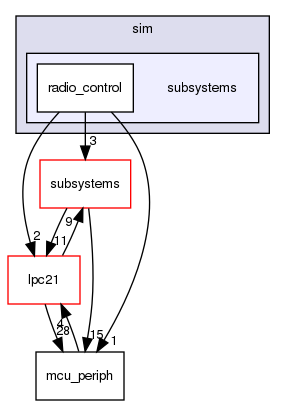 sim
radio_control
subsystems
3
subsystems
2
9
11
lpc21
15
1
4
28
mcu_periph